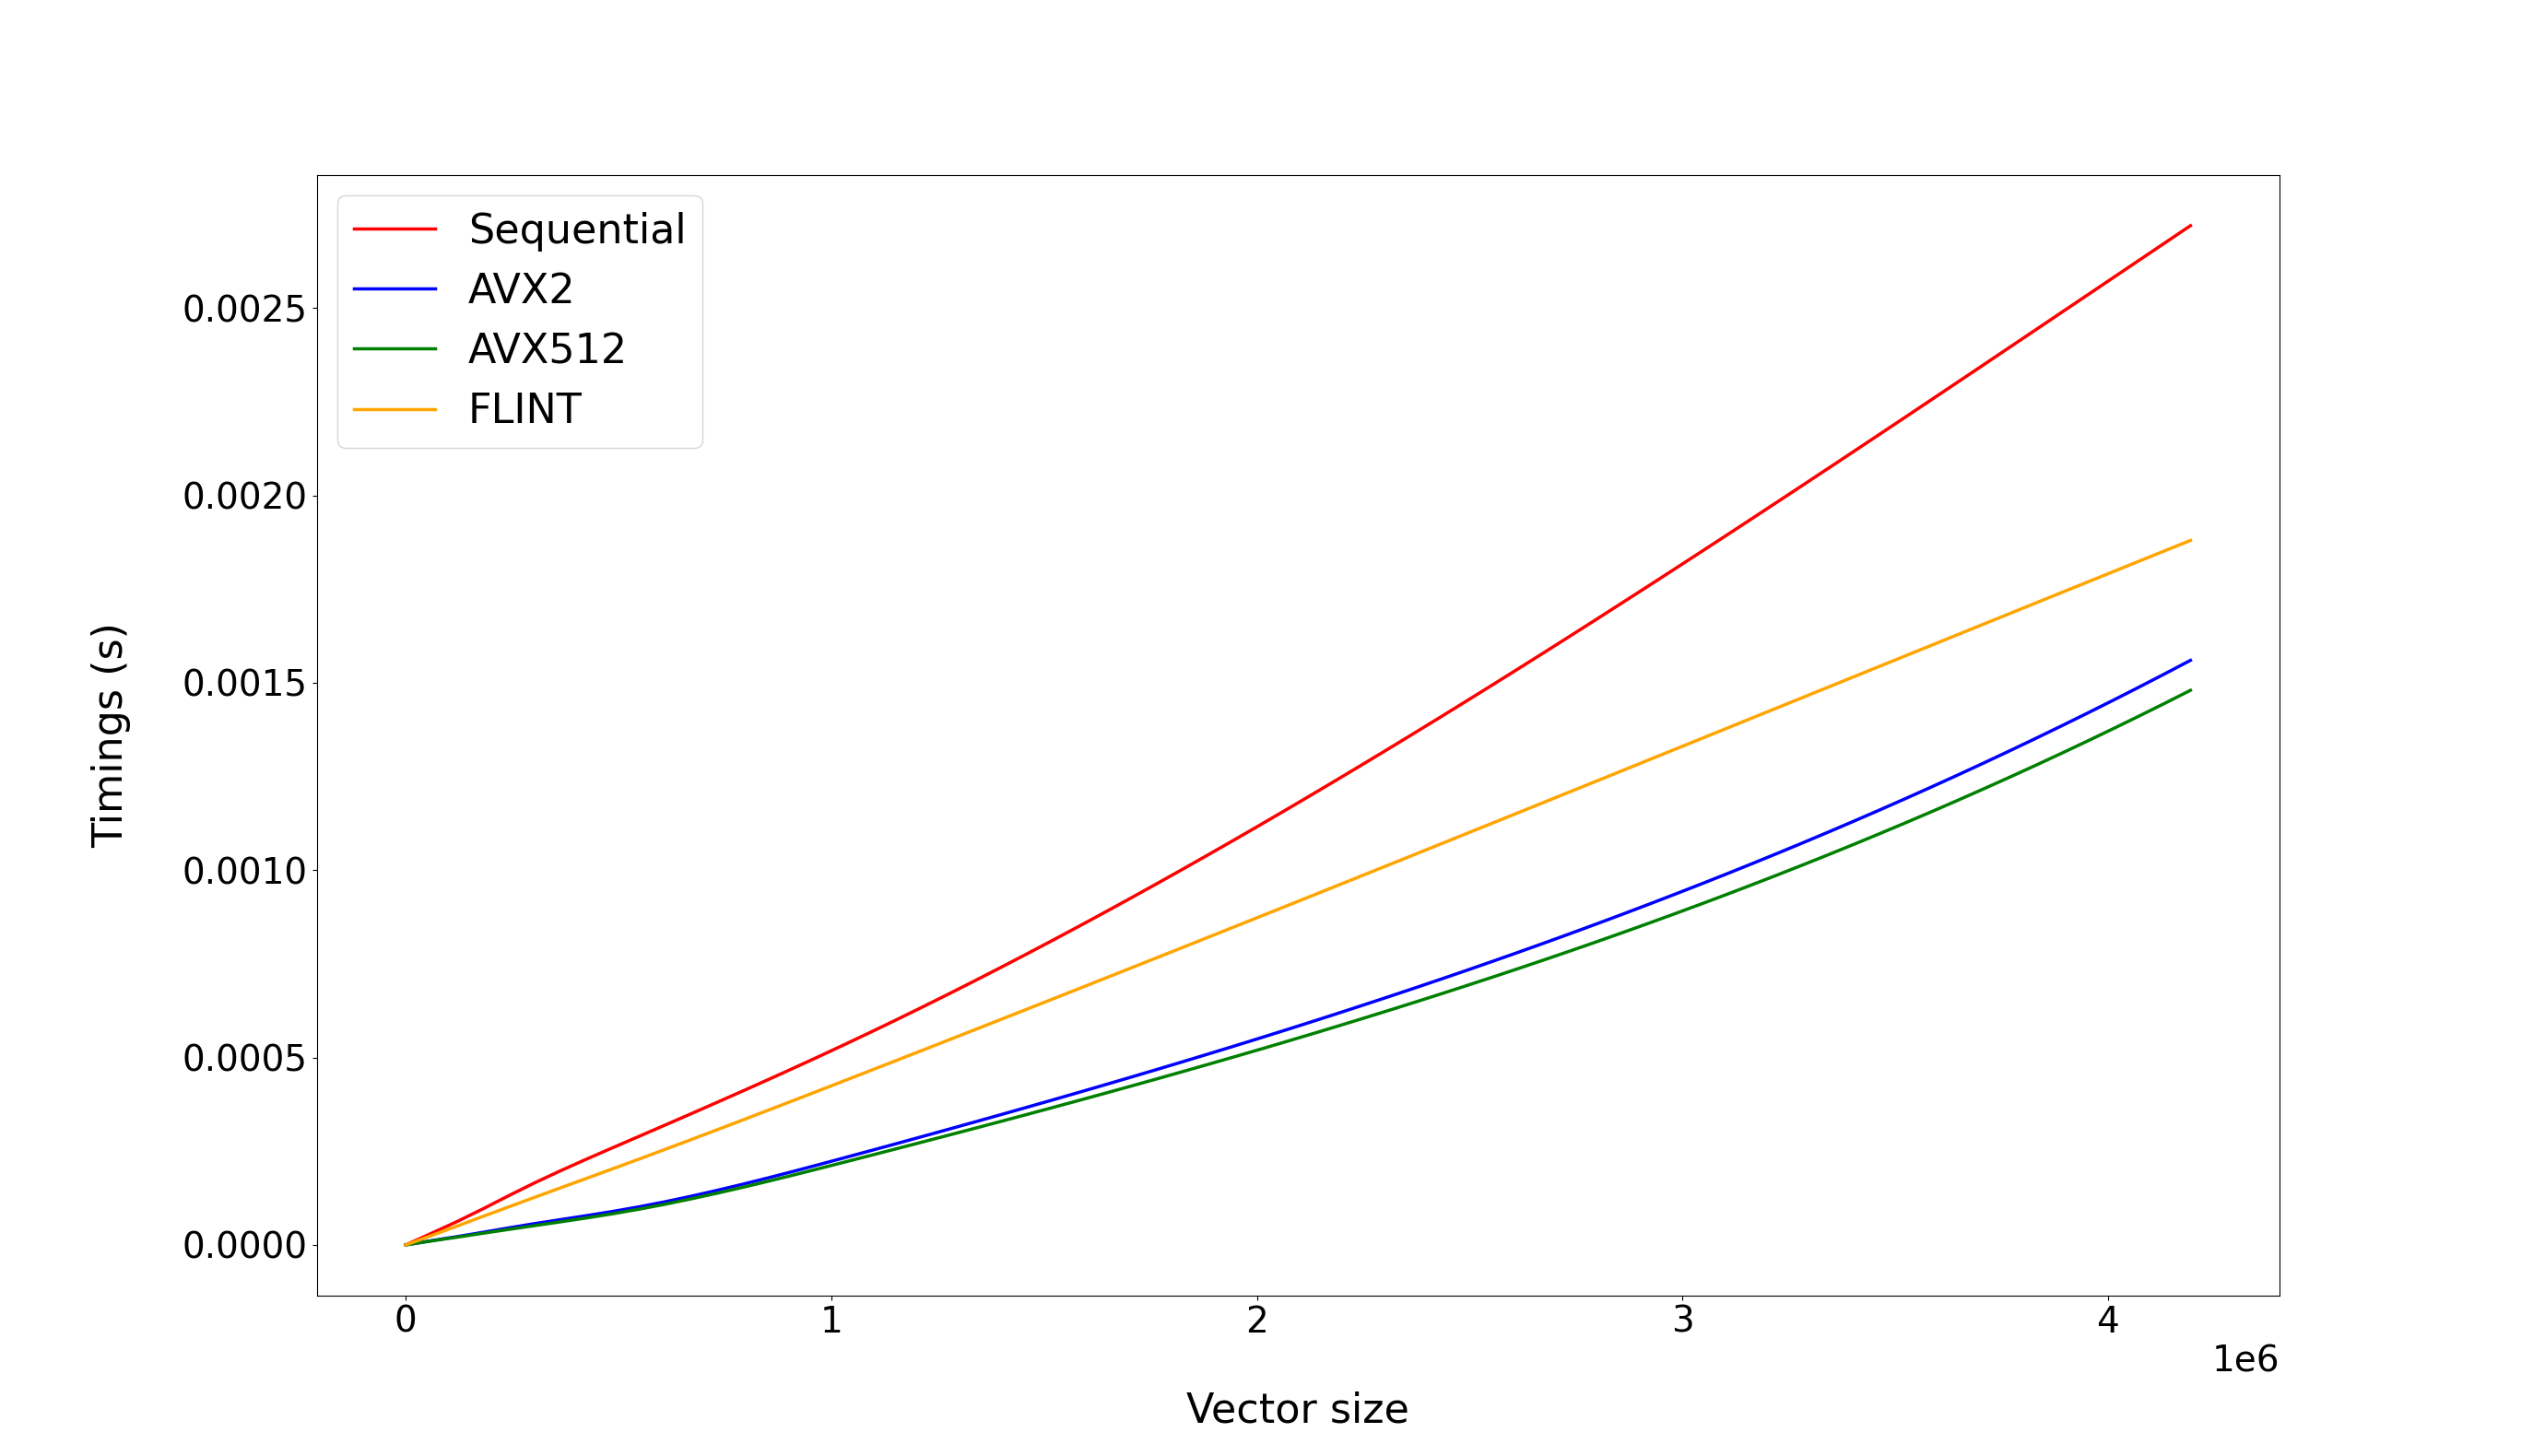 Sequential
AVX2
AVX512
FLINT
0.0025
0.0020
0.0015
0.0010
0.0005
0.0000
Timings (s)
0 1 2 3 4
1e6
Vector size